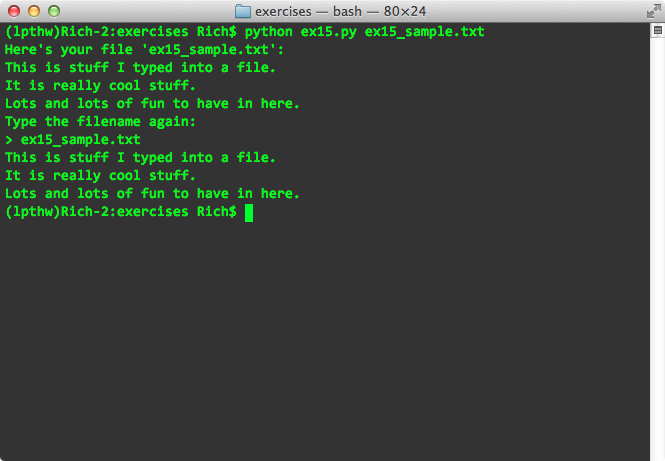 exercises — bash — 80×24
(lpthw)Rich-2:exercises Rich$ python ex15.py ex15_sample.txt
Here's your file 'ex15_sample.txt':
This is stuff I typed into a file.
It is really cool stuff.
Lots and lots of fun to have in here.
Type the filename again:
> ex15_sample.txt
This is stuff I typed into a file.
It is really cool stuff.
Lots and lots of fun to have in here.
(lpthw)Rich-2:exercises Rich$